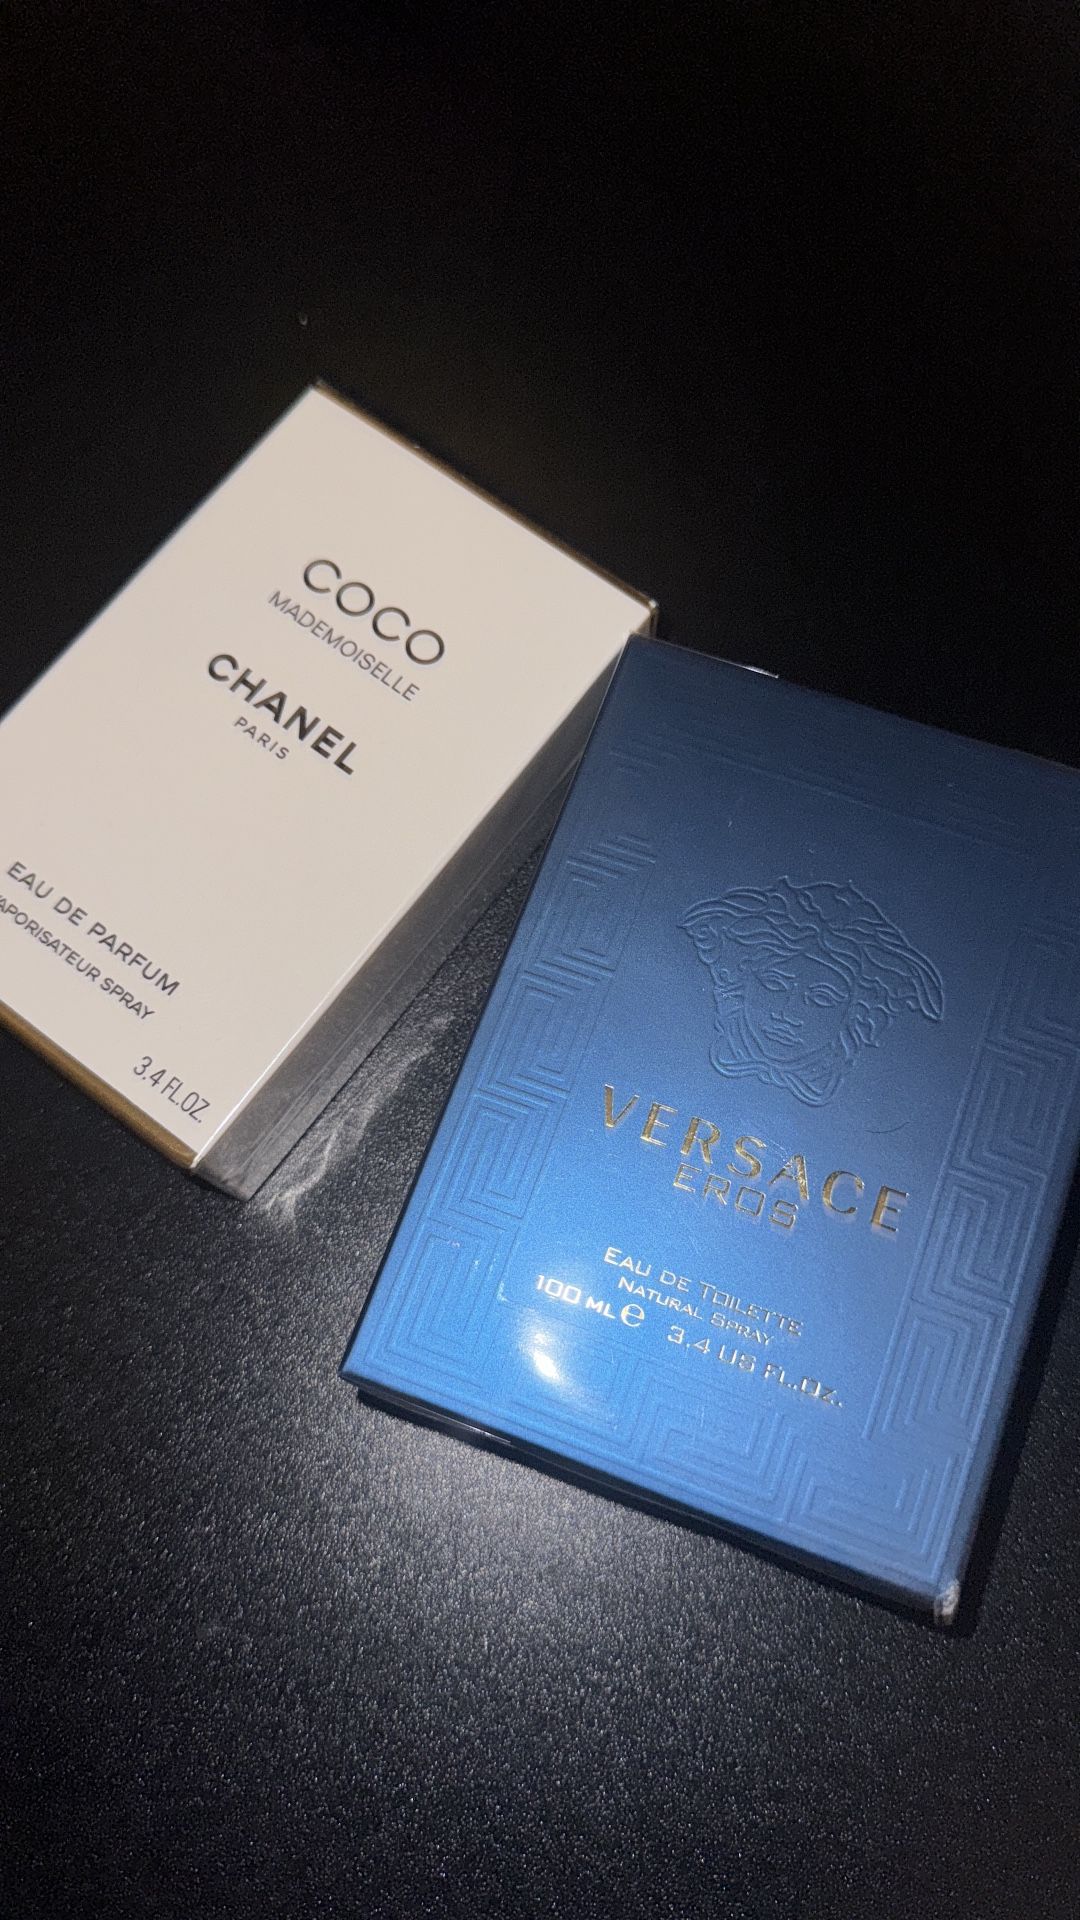 COCO
MADEMOISELLE
CHANEL
PARIS
EAU DE PARFUM
VAPORISATEUR SPRAY
3.4 FL.OZ.
VERSACE
EROS
EAU DE TOILETTE
NATURAL SPRAY
100 ML ℮ 3.4 US FL.OZ.